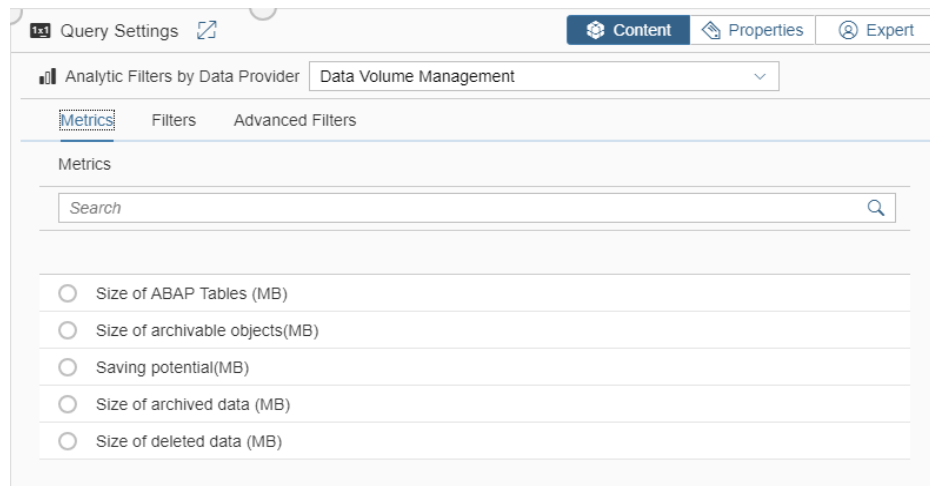 1x1 Query Settings Content Properties Expert
Analytic Filters by Data Provider Data Volume Management
Metrics Filters Advanced Filters
Metrics
Search
Size of ABAP Tables (MB)
Size of archivable objects(MB)
Saving potential(MB)
Size of archived data (MB)
Size of deleted data (MB)